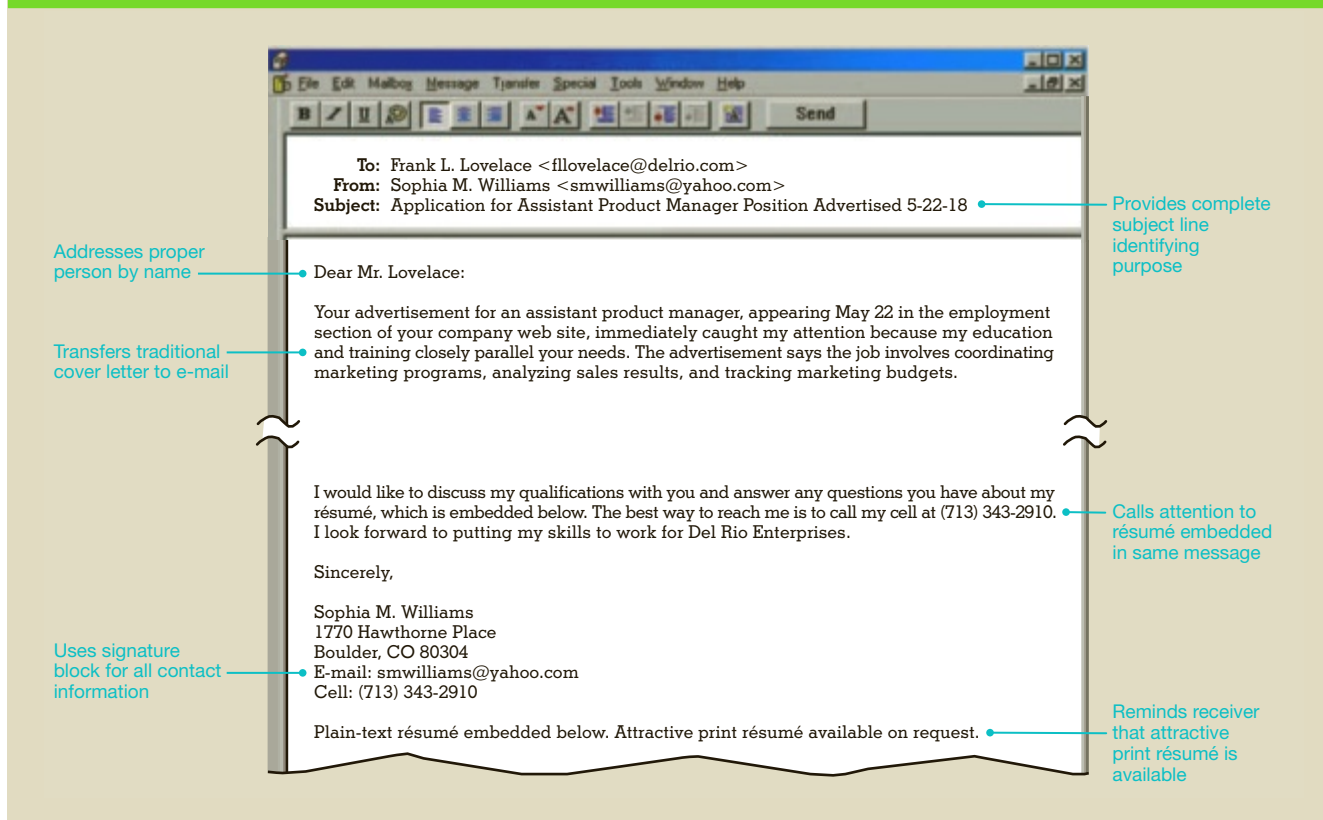 File Edit Mailbox Message Transfer Special Tools Window Help
B I U A A Send
To: Frank L. Lovelace <fllovelace@delrio.com>
From: Sophia M. Williams <smwilliams@yahoo.com>
Subject: Application for Assistant Product Manager Position Advertised 5-22-18
Provides complete
subject line
identifying
purpose
Addresses proper
person by name
Dear Mr. Lovelace:
Your advertisement for an assistant product manager, appearing May 22 in the employment
section of your company web site, immediately caught my attention because my education
and training closely parallel your needs. The advertisement says the job involves coordinating
marketing programs, analyzing sales results, and tracking marketing budgets.
Transfers traditional
cover letter to e-mail
I would like to discuss my qualifications with you and answer any questions you have about my
résumé, which is embedded below. The best way to reach me is to call my cell at (713) 343-2910.
I look forward to putting my skills to work for Del Rio Enterprises.
Calls attention to
résumé embedded
in same message
Sincerely,
Sophia M. Williams
1770 Hawthorne Place
Boulder, CO 80304
E-mail: smwilliams@yahoo.com
Cell: (713) 343-2910
Uses signature
block for all contact
information
Plain-text résumé embedded below. Attractive print résumé available on request.
Reminds receiver
that attractive
print résumé is
available